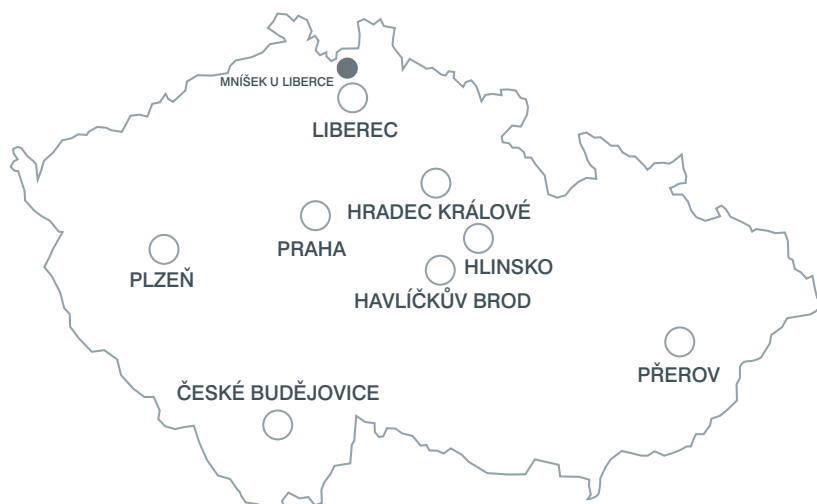 MNÍŠEK U LIBERCE
LIBEREC
HRADEC KRÁLOVÉ
PRAHA
HLINSKO
PLZEŇ
HAVLÍČKŮV BROD
PŘEROV
ČESKÉ BUDĚJOVICE